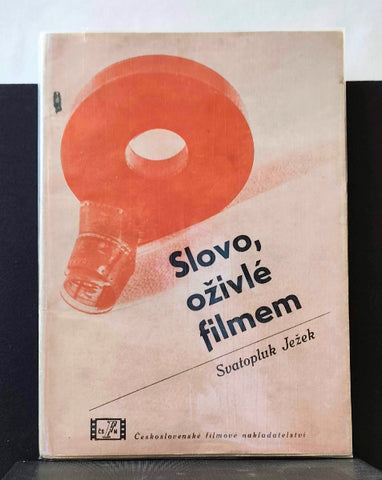 Slovo,
oživlé
filmem
Svatopluk Ježek
Československé filmové nakladatelství